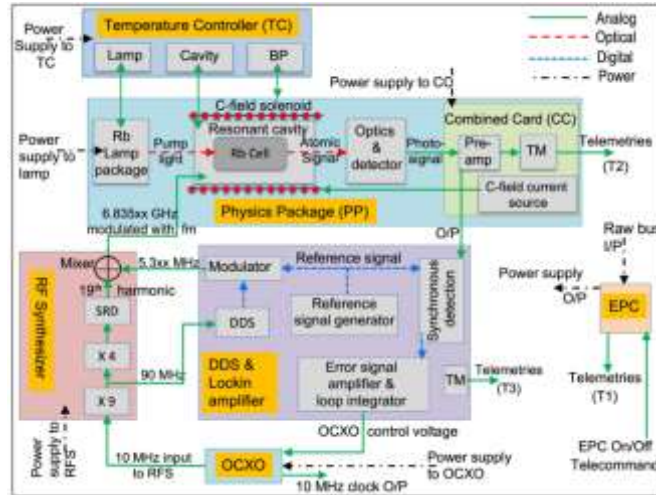 Temperature Controller (TC)
Power
Supply to
TC
Lamp
Cavity
BP
Analog
Optical
Digital
Power
Power supply to CC
C-field solenoid
Combined Card (CC)
Power
supply to
lamp
Rb
Lamp
package
Pump
light
Resonant cavity
Rb Cell
Atomic
Signal
Optics
&
detector
Photo-
signal
Pre-
amp
TM
Telemetries
(T2)
C-field current
source
Physics Package (PP)
6.835xx GHz
modulated with fm
O/P
Raw bus
I/P
Mixer
5.3xx MHz
Modulator
Reference signal
Synchronous
detection
Power supply
O/P
EPC
19th harmonic
RF Synthesizer
SRD
DDS
Reference
signal generator
X 4
90 MHz
DDS &
Lockin
amplifier
Error signal
amplifier &
loop integrator
TM
Telemetries
(T3)
Telemetries
(T1)
X 9
Power
supply to
RFS
OCXO control voltage
EPC On/Off
Telecommand
10 MHz input
to RFS
OCXO
Power supply
to OCXO
10 MHz clock O/P